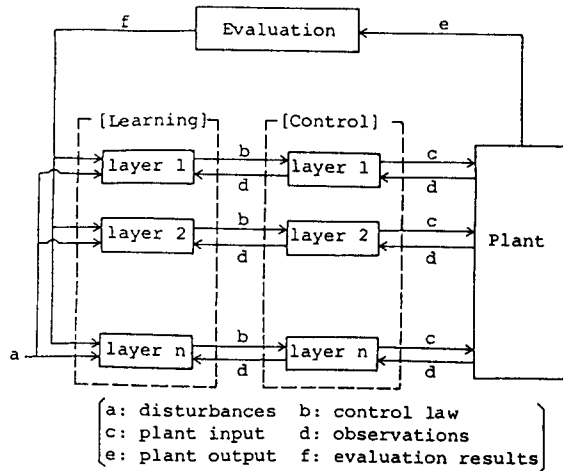 f
Evaluation
e
[Learning] [Control]
layer 1 b layer 1 c
d d
layer 2 b layer 2 c
d d
Plant
a layer n b layer n c
d d
a: disturbances b: control law
c: plant input d: observations
e: plant output f: evaluation results